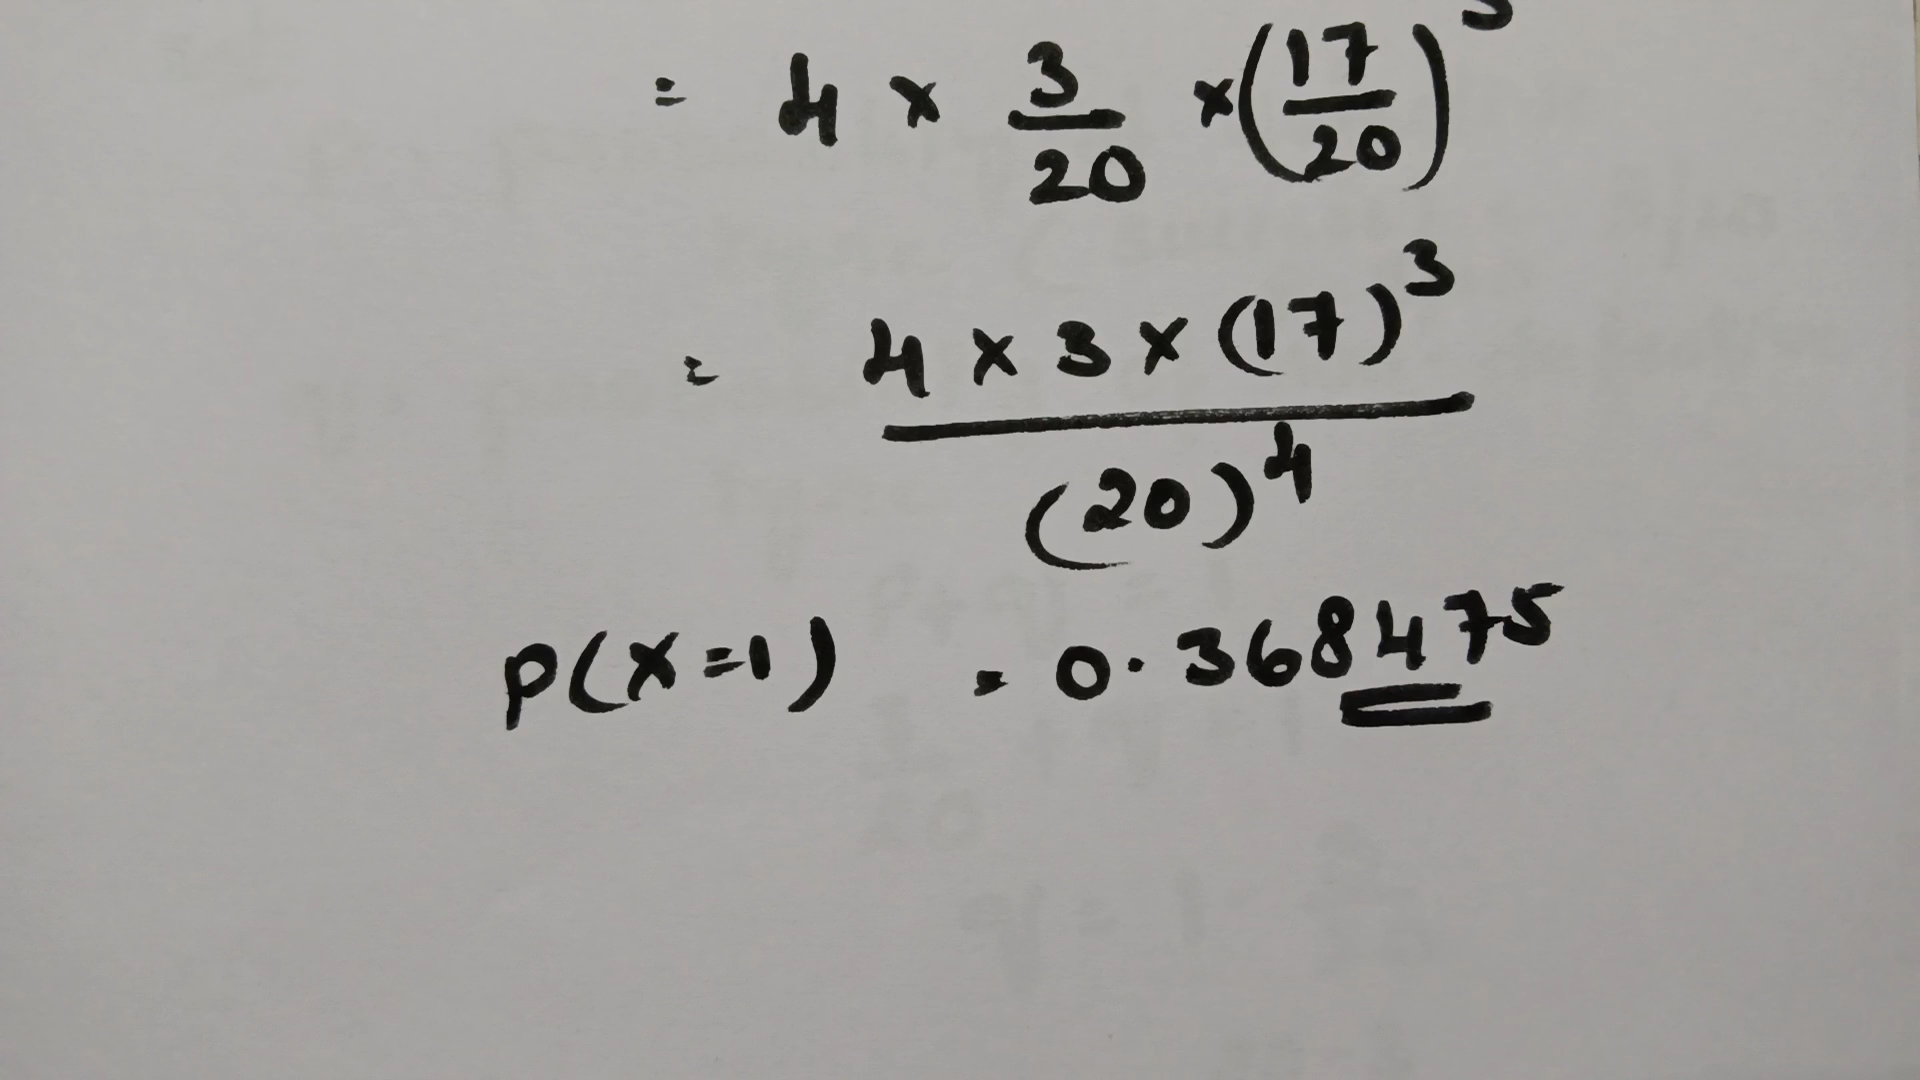 = 4 × 3/20 × (17/20)^3
= 4 × 3 × (17)^3 / (20)^4
P(X=1) = 0.368475